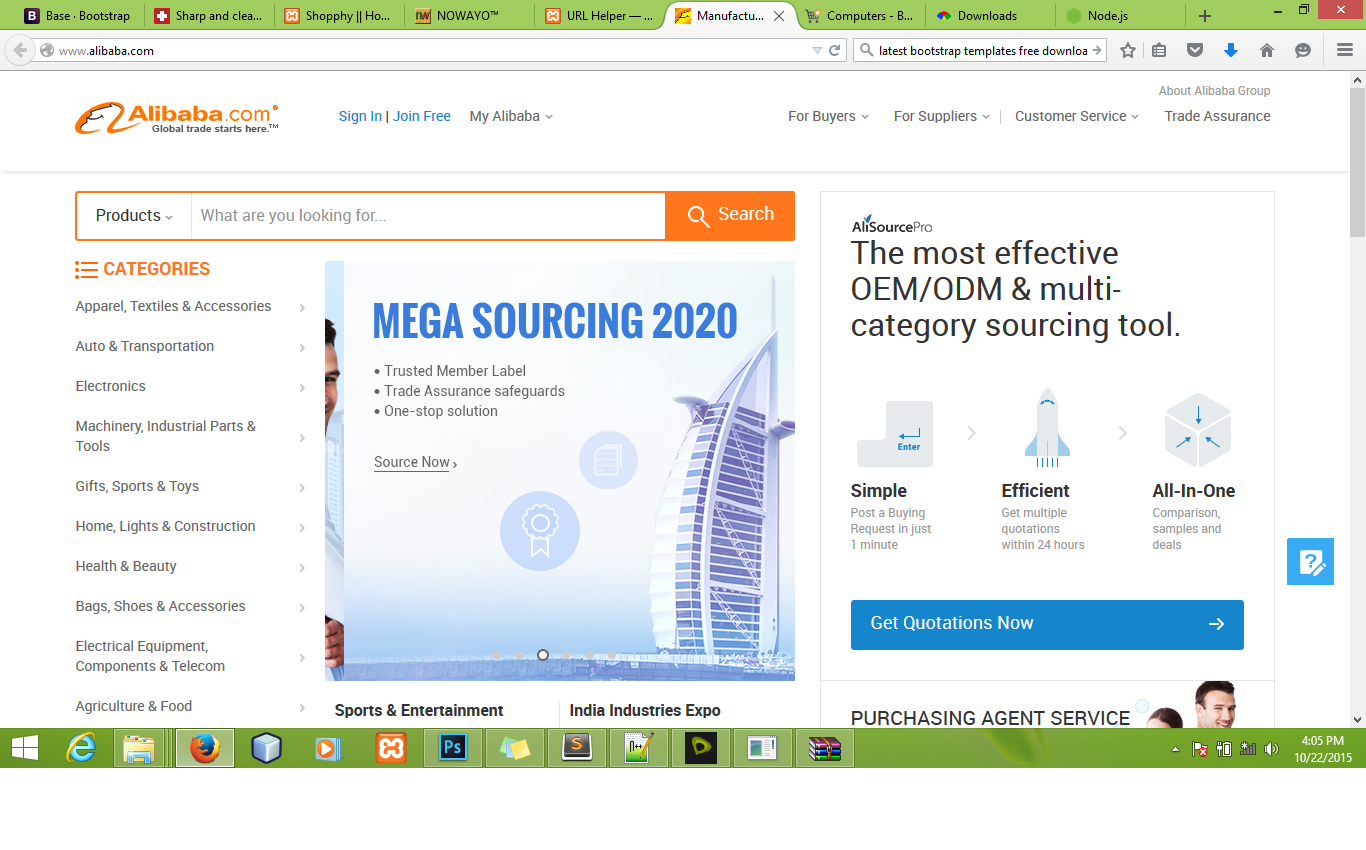 Base · Bootstrap
Sharp and clea...
Shopphy || Ho...
NOWAYO™
URL Helper — ...
Manufactu...
Computers - B...
Downloads
Node.js
www.alibaba.com
latest bootstrap templates free downloa
About Alibaba Group
Alibaba.com®
Global trade starts here.™
Sign In | Join Free
My Alibaba
For Buyers
For Suppliers
Customer Service
Trade Assurance
Products
What are you looking for...
Search
CATEGORIES
Apparel, Textiles & Accessories
Auto & Transportation
Electronics
Machinery, Industrial Parts &
Tools
Gifts, Sports & Toys
Home, Lights & Construction
Health & Beauty
Bags, Shoes & Accessories
Electrical Equipment,
Components & Telecom
Agriculture & Food
MEGA SOURCING 2020
• Trusted Member Label
• Trade Assurance safeguards
• One-stop solution
Source Now ›
Sports & Entertainment
India Industries Expo
AliSourcePro
The most effective
OEM/ODM & multi-
category sourcing tool.
Enter
Simple
Post a Buying
Request in just
1 minute
Efficient
Get multiple
quotations
within 24 hours
All-In-One
Comparison,
samples and
deals
Get Quotations Now
PURCHASING AGENT SERVICE
Ps
S
n++
4:05 PM
10/22/2015